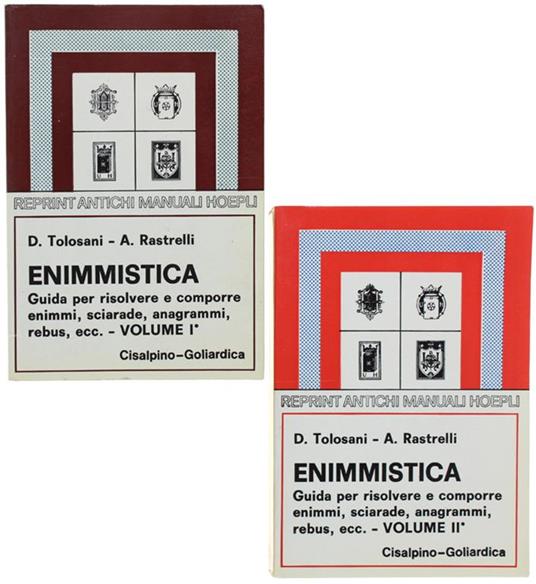 REPRINT ANTICHI MANUALI HOEPLI
D. Tolosani - A. Rastrelli
ENIMMISTICA
Guida per risolvere e comporre
enimmi, sciarade, anagrammi,
rebus, ecc. - VOLUME I°
Cisalpino-Goliardica
REPRINT ANTICHI MANUALI HOEPLI
D. Tolosani - A. Rastrelli
ENIMMISTICA
Guida per risolvere e comporre
enimmi, sciarade, anagrammi,
rebus, ecc. - VOLUME II°
Cisalpino-Goliardica